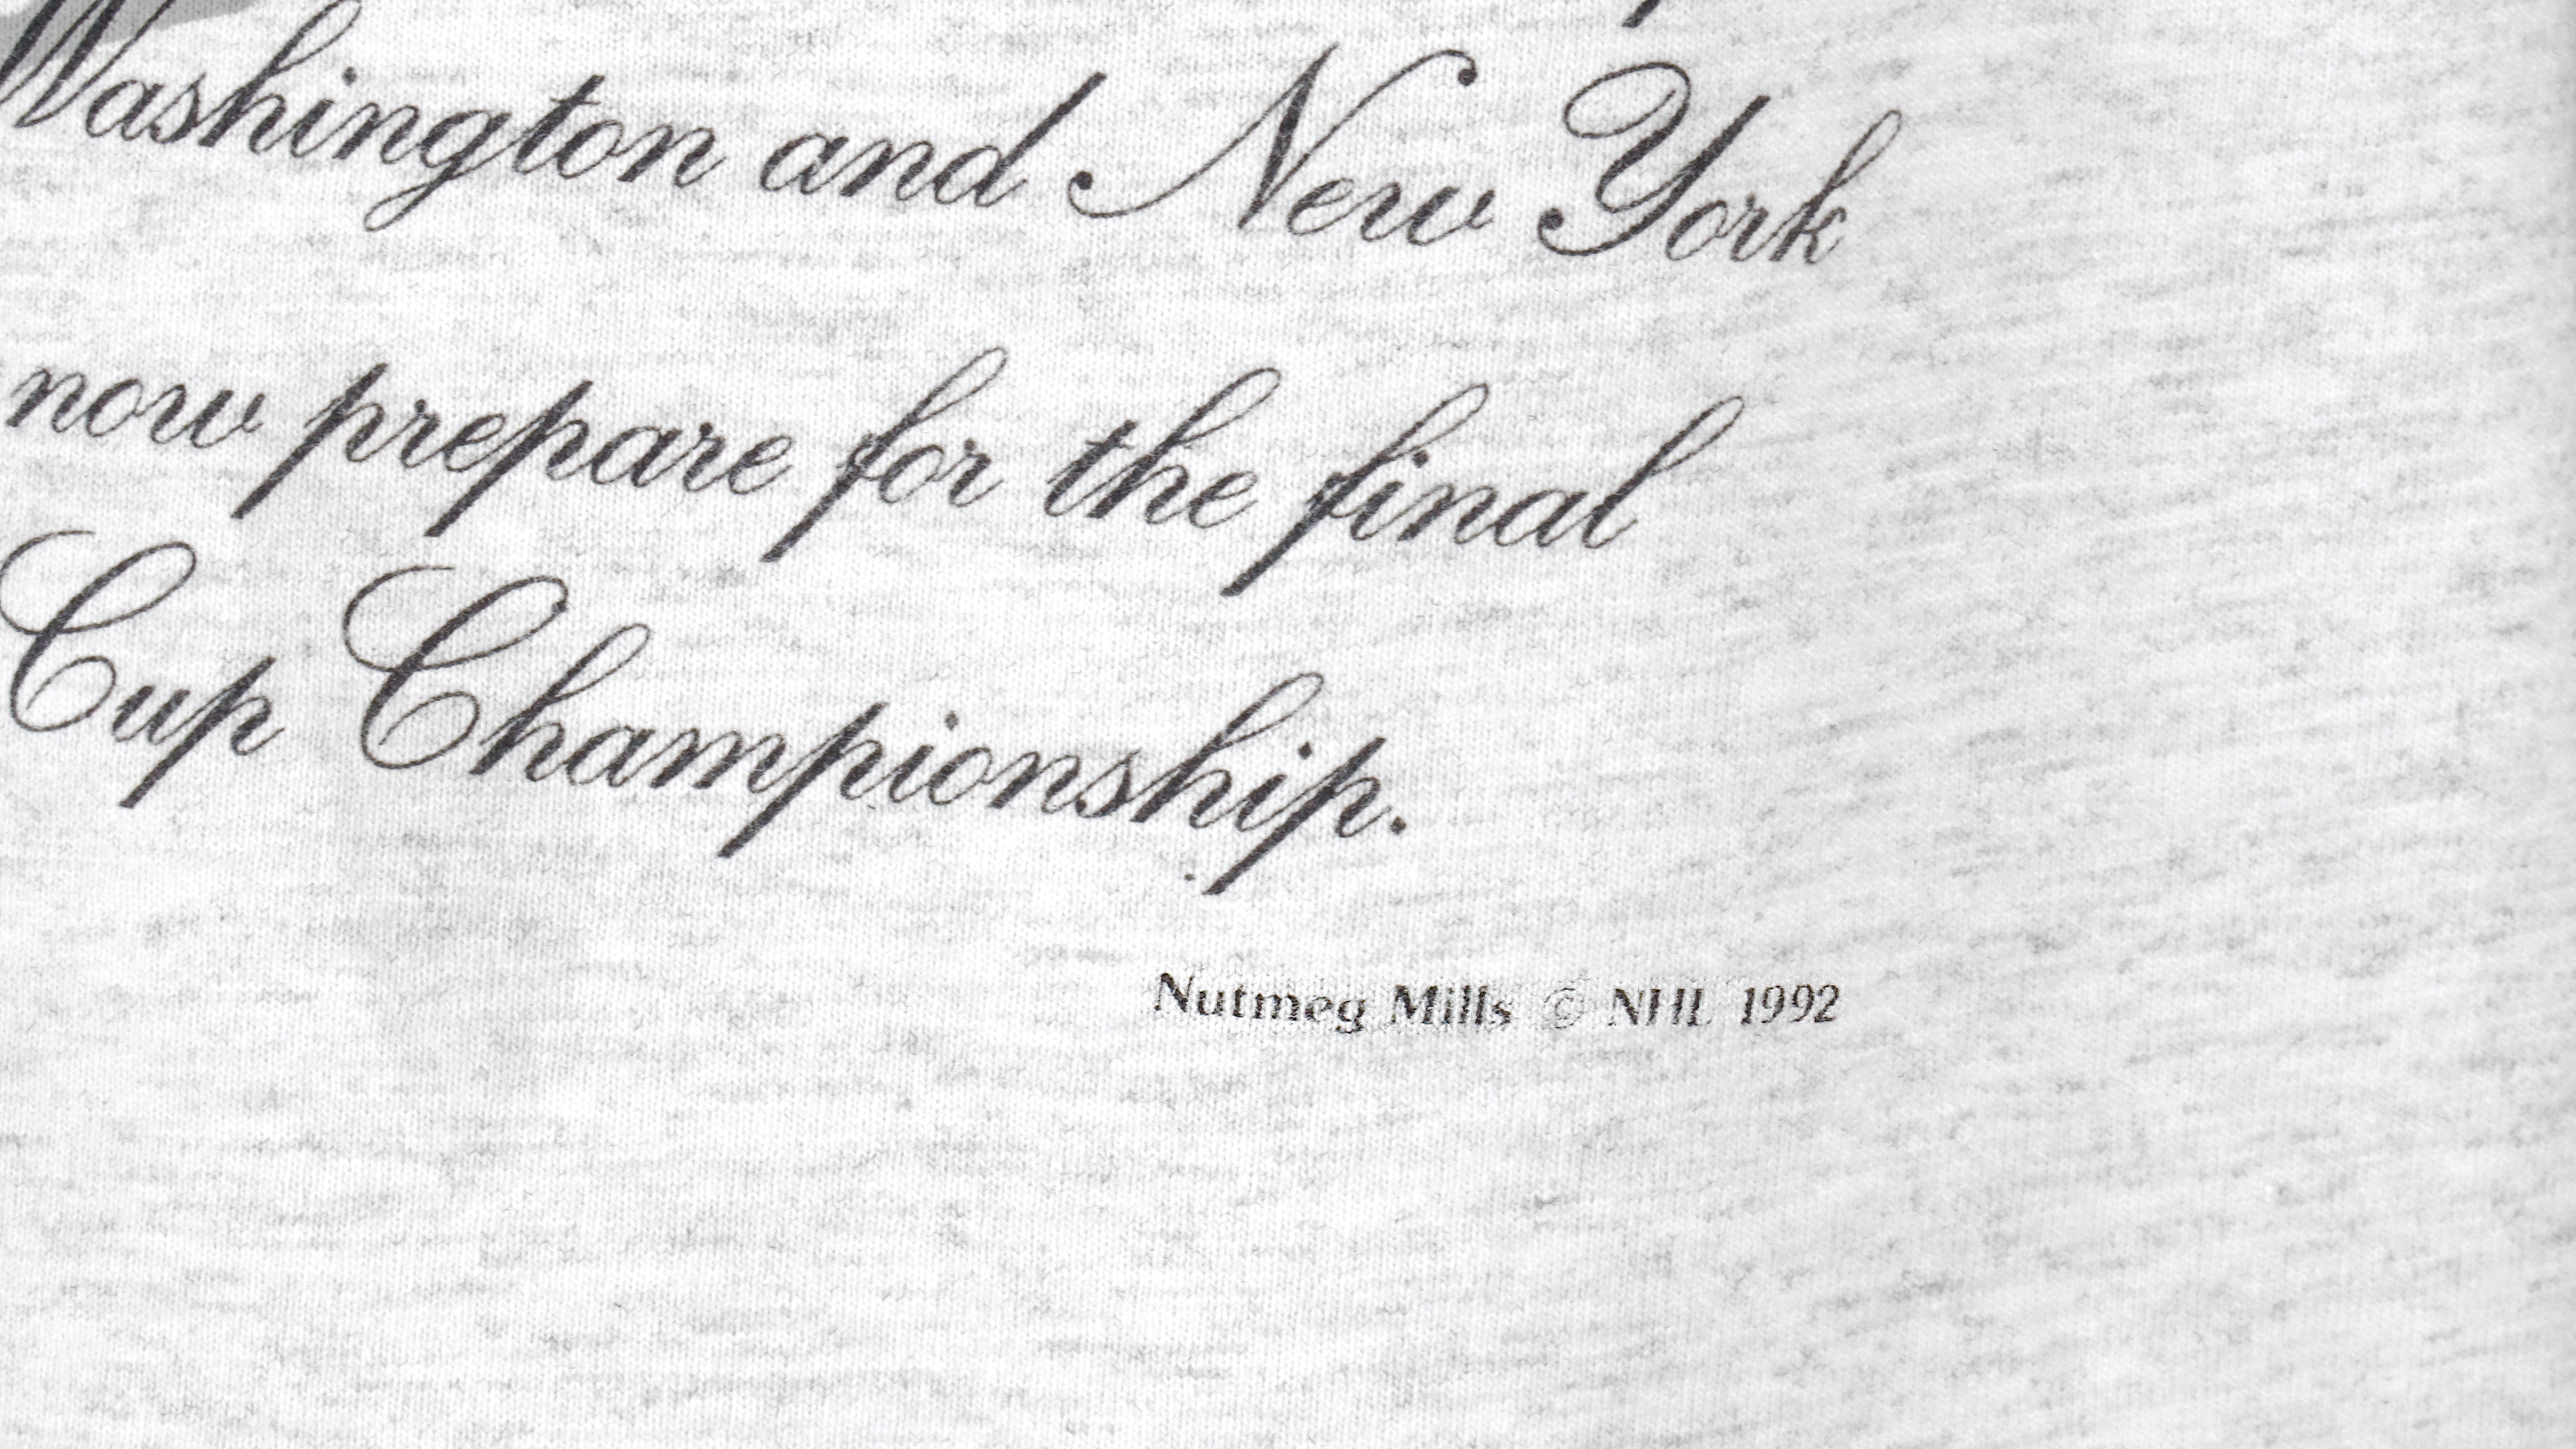 Washington and New York
now prepare for the final
Cup Championship.
Nutmeg Mills © NHL 1992